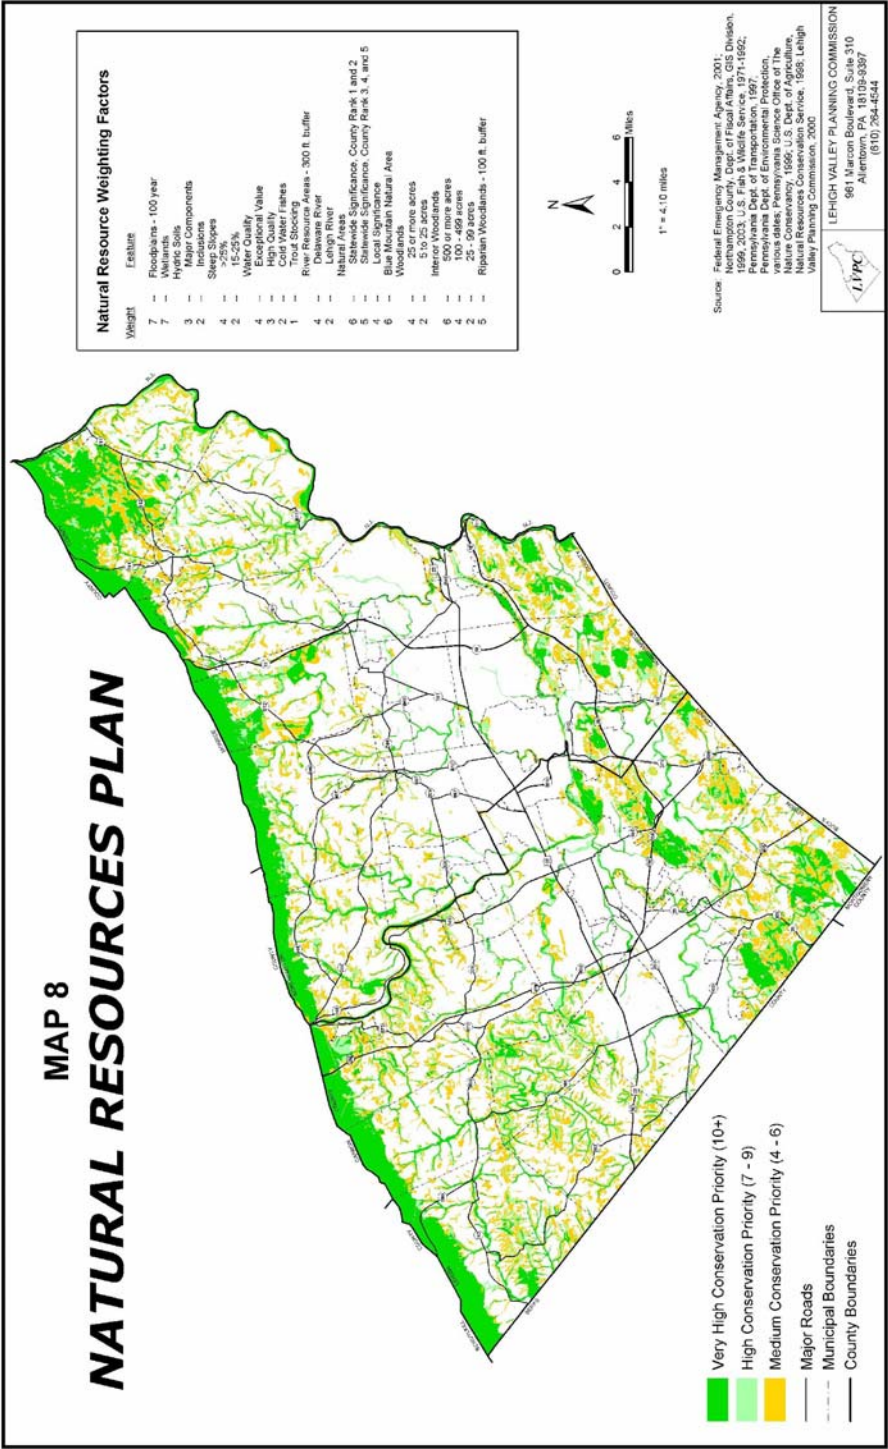 MAP 8
NATURAL RESOURCES PLAN
Natural Resource Weighting Factors
Weight Feature
7 -- Floodplains - 100 year
7 -- Wetlands
Hydric Soils
3 -- Major Components
2 -- Inclusions
Steep Slopes
4 -- >25%
2 -- 15-25%
Water Quality
4 -- Exceptional Value
3 -- High Quality
2 -- Cold Water Fishes
1 -- Trout Stocking
River Resource Areas - 300 ft. buffer
4 -- Delaware River
2 -- Lehigh River
Natural Areas
6 -- Statewide Significance, County Rank 1 and 2
5 -- Statewide Significance, County Rank 3, 4, and 5
4 -- Local Significance
6 -- Blue Mountain Natural Area
Woodlands
4 -- 25 or more acres
2 -- 5 to 25 acres
Interior Woodlands
6 -- 500 or more acres
4 -- 100 - 499 acres
2 -- 25 - 99 acres
5 -- Riparian Woodlands - 100 ft. buffer
N
0 2 4 6
Miles
1" = 4.10 miles
Source: Federal Emergency Management Agency, 2001;
Northampton County, Dept. of Fiscal Affairs, GIS Division,
1999, 2003; U.S. Fish & Wildlife Service, 1971-1992;
Pennsylvania Dept. of Transportation, 1997,
Pennsylvania Dept. of Environmental Protection,
various dates; Pennsylvania Science Office of The
Nature Conservancy, 1999; U.S. Dept. of Agriculture,
Natural Resources Conservation Service, 1998; Lehigh
Valley Planning Commission, 2000
LVPC
LEHIGH VALLEY PLANNING COMMISSION
961 Marcon Boulevard, Suite 310
Allentown, PA 18109-9397
(610) 264-4544
Very High Conservation Priority (10+)
High Conservation Priority (7 - 9)
Medium Conservation Priority (4 - 6)
Major Roads
Municipal Boundaries
County Boundaries